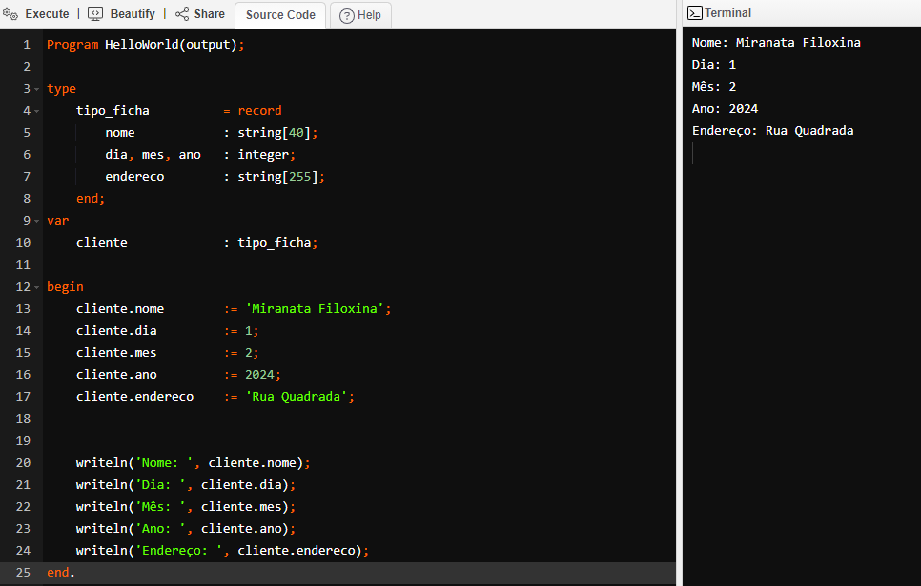 Execute | Beautify | Share Source Code Help
1 Program HelloWorld(output);
2
3 type
4 tipo_ficha = record
5 nome : string[40];
6 dia, mes, ano : integer;
7 endereco : string[255];
8 end;
9 var
10 cliente : tipo_ficha;
11
12 begin
13 cliente.nome := 'Miranata Filoxina';
14 cliente.dia := 1;
15 cliente.mes := 2;
16 cliente.ano := 2024;
17 cliente.endereco := 'Rua Quadrada';
18
19
20 writeln('Nome: ', cliente.nome);
21 writeln('Dia: ', cliente.dia);
22 writeln('Mês: ', cliente.mes);
23 writeln('Ano: ', cliente.ano);
24 writeln('Endereço: ', cliente.endereco);
25 end.
Terminal
Nome: Miranata Filoxina
Dia: 1
Mês: 2
Ano: 2024
Endereço: Rua Quadrada